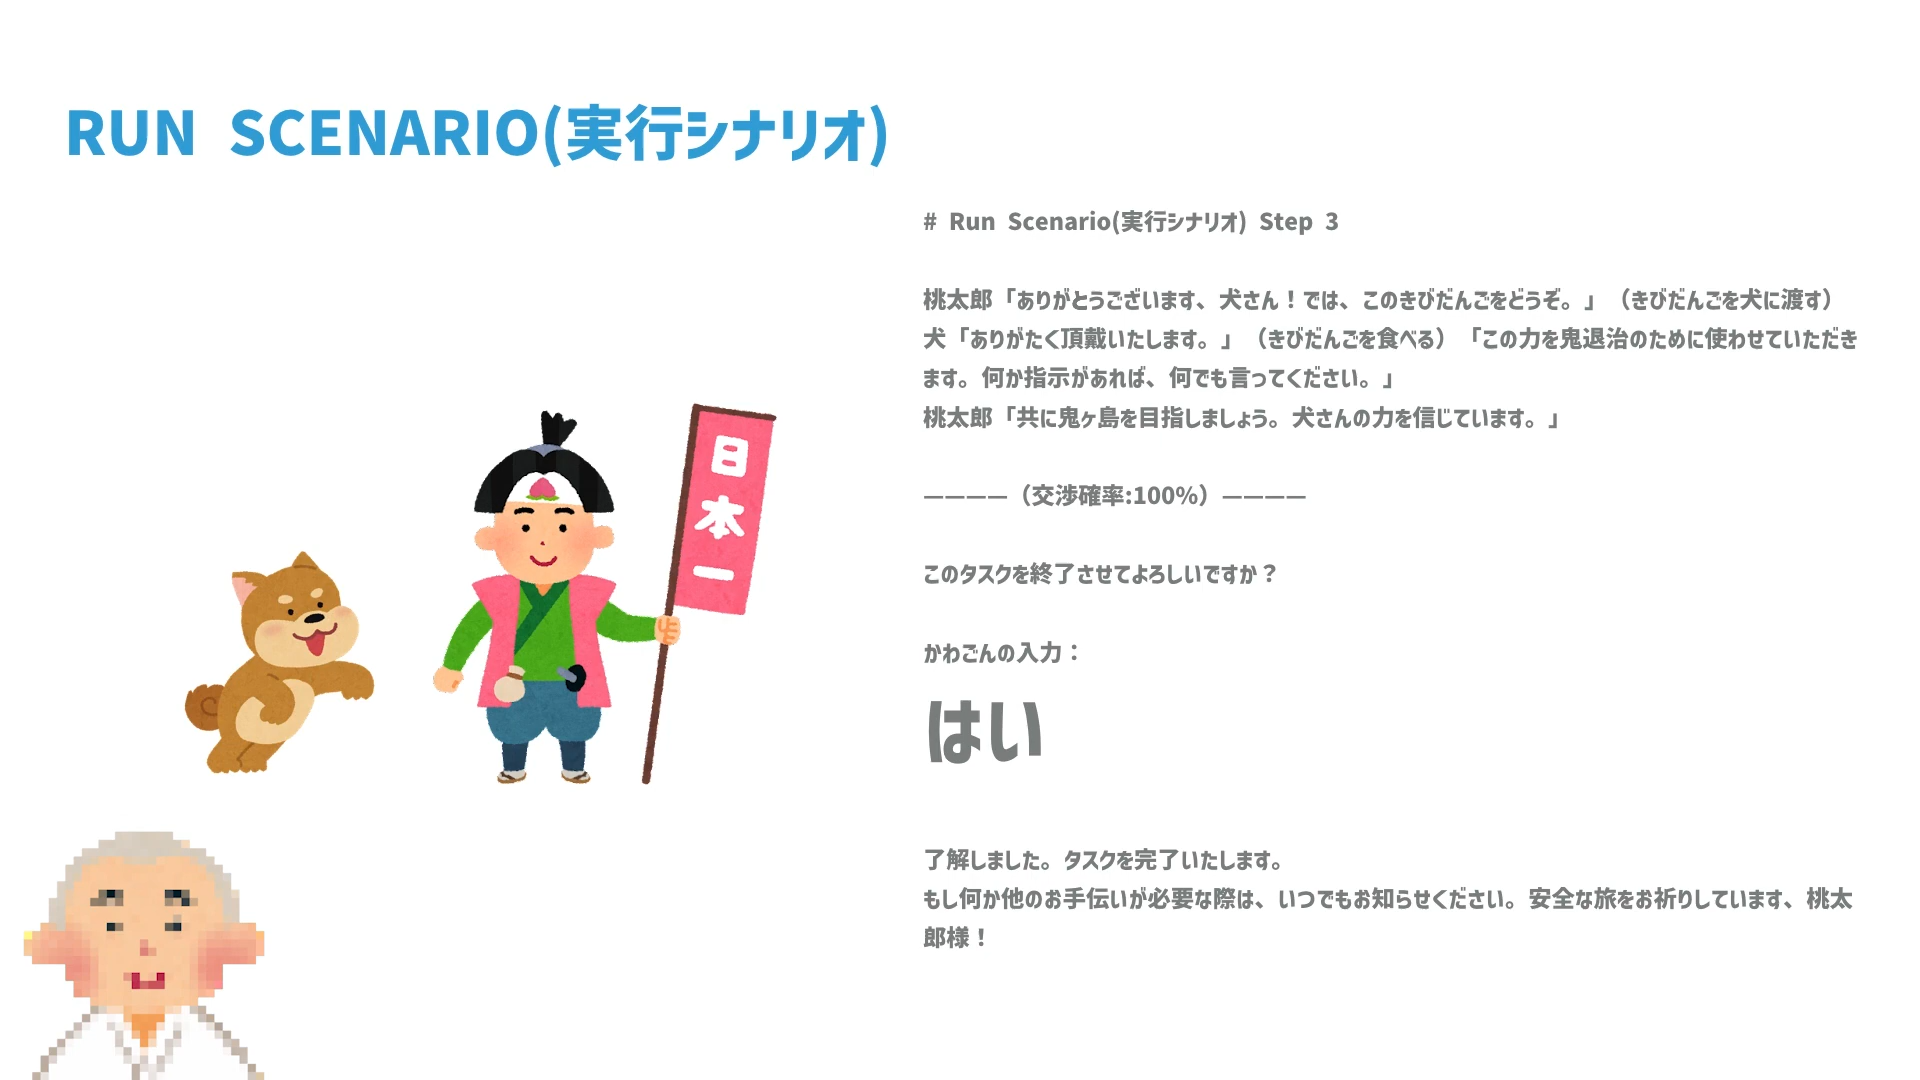 RUN SCENARIO(実行シナリオ)
# Run Scenario(実行シナリオ) Step 3
桃太郎「ありがとうございます、犬さん！では、このきびだんごをどうぞ。」（きびだんごを犬に渡す）
犬「ありがたく頂戴いたします。」（きびだんごを食べる）「この力を鬼退治のために使わせていただき
ます。何か指示があれば、何でも言ってください。」
桃太郎「共に鬼ヶ島を目指しましょう。犬さんの力を信じています。」
————（交渉確率:100%）————
このタスクを終了させてよろしいですか？
かわごんの入力：
はい
了解しました。タスクを完了いたします。
もし何か他のお手伝いが必要な際は、いつでもお知らせください。安全な旅をお祈りしています、桃太
郎様！
日本一